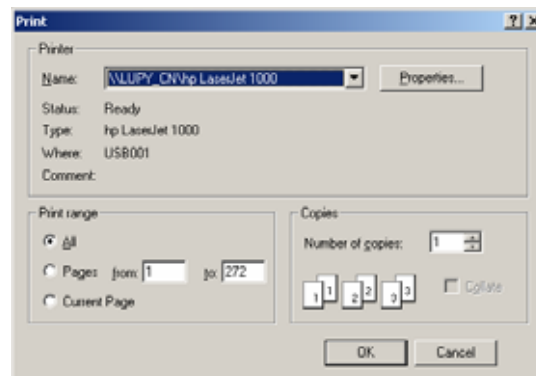 Print
Printer
Name: \\LUPY_CN\hp LaserJet 1000 Properties...
Status: Ready
Type: hp LaserJet 1000
Where: USB001
Comment:
Print range
All
Pages from: 1 to: 272
Current Page
Copies
Number of copies: 1
1 1 2 2 3 3
Collate
OK Cancel